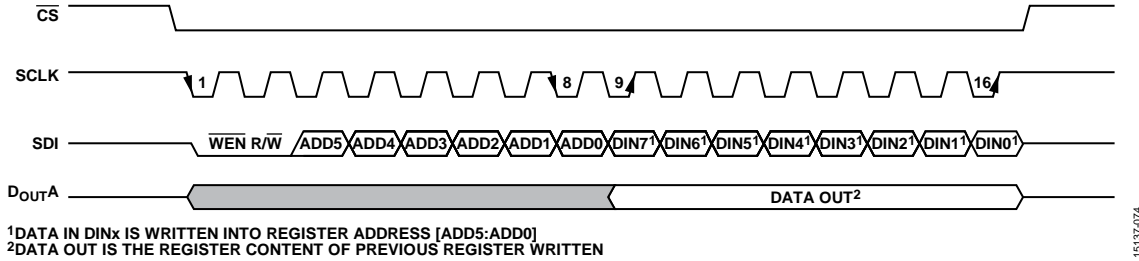 CS
SCLK 1 8 9 16
SDI WEN R/W ADD5 ADD4 ADD3 ADD2 ADD1 ADD0 DIN7¹ DIN6¹ DIN5¹ DIN4¹ DIN3¹ DIN2¹ DIN1¹ DIN0¹
DOUTA DATA OUT²
¹DATA IN DINx IS WRITTEN INTO REGISTER ADDRESS [ADD5:ADD0]
²DATA OUT IS THE REGISTER CONTENT OF PREVIOUS REGISTER WRITTEN
15137-074